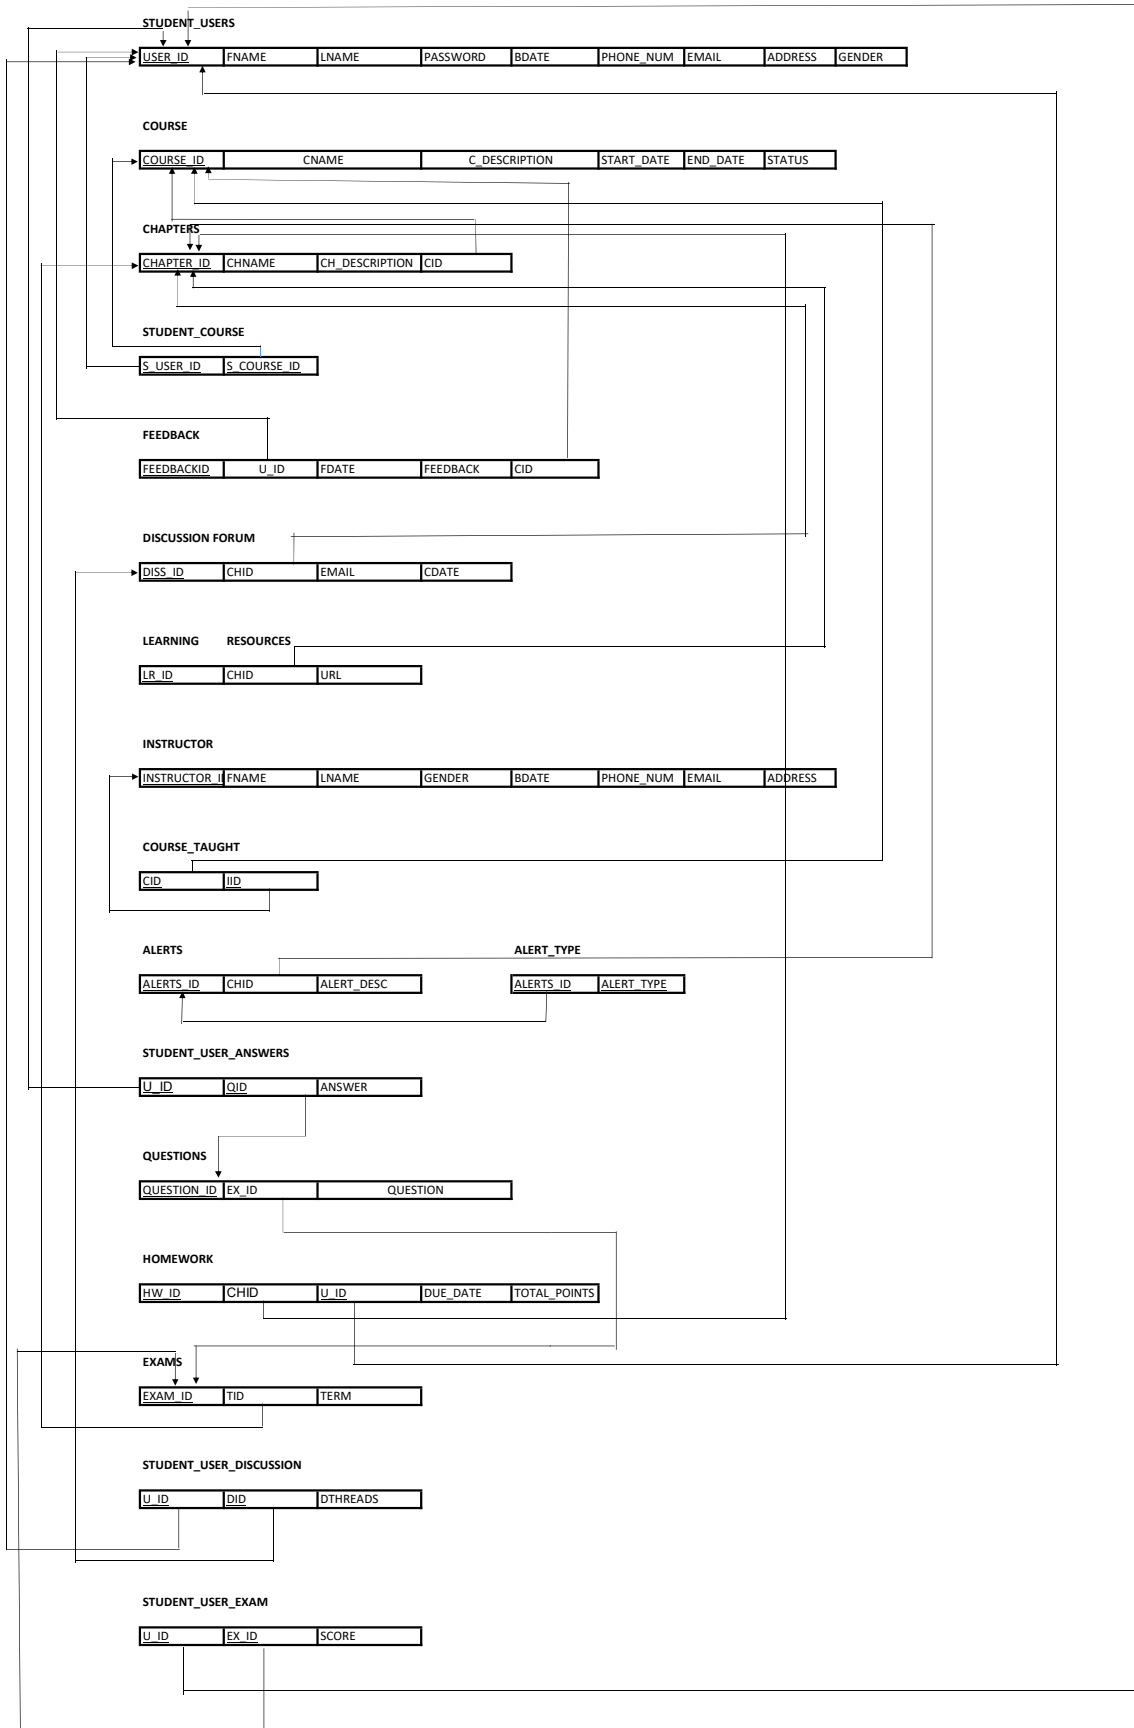 STUDENT_USERS
USER_ID FNAME LNAME PASSWORD BDATE PHONE_NUM EMAIL ADDRESS GENDER
COURSE
COURSE_ID CNAME C_DESCRIPTION START_DATE END_DATE STATUS
CHAPTERS
CHAPTER_ID CHNAME CH_DESCRIPTION CID
STUDENT_COURSE
S_USER_ID S_COURSE_ID
FEEDBACK
FEEDBACKID U_ID FDATE FEEDBACK CID
DISCUSSION FORUM
DISS_ID CHID EMAIL CDATE
LEARNING RESOURCES
LR_ID CHID URL
INSTRUCTOR
INSTRUCTOR_I FNAME LNAME GENDER BDATE PHONE_NUM EMAIL ADDRESS
COURSE_TAUGHT
CID IID
ALERTS ALERT_TYPE
ALERTS_ID CHID ALERT_DESC ALERTS_ID ALERT_TYPE
STUDENT_USER_ANSWERS
U_ID QID ANSWER
QUESTIONS
QUESTION_ID EX_ID QUESTION
HOMEWORK
HW_ID CHID U_ID DUE_DATE TOTAL_POINTS
EXAMS
EXAM_ID TID TERM
STUDENT_USER_DISCUSSION
U_ID DID DTHREADS
STUDENT_USER_EXAM
U_ID EX_ID SCORE